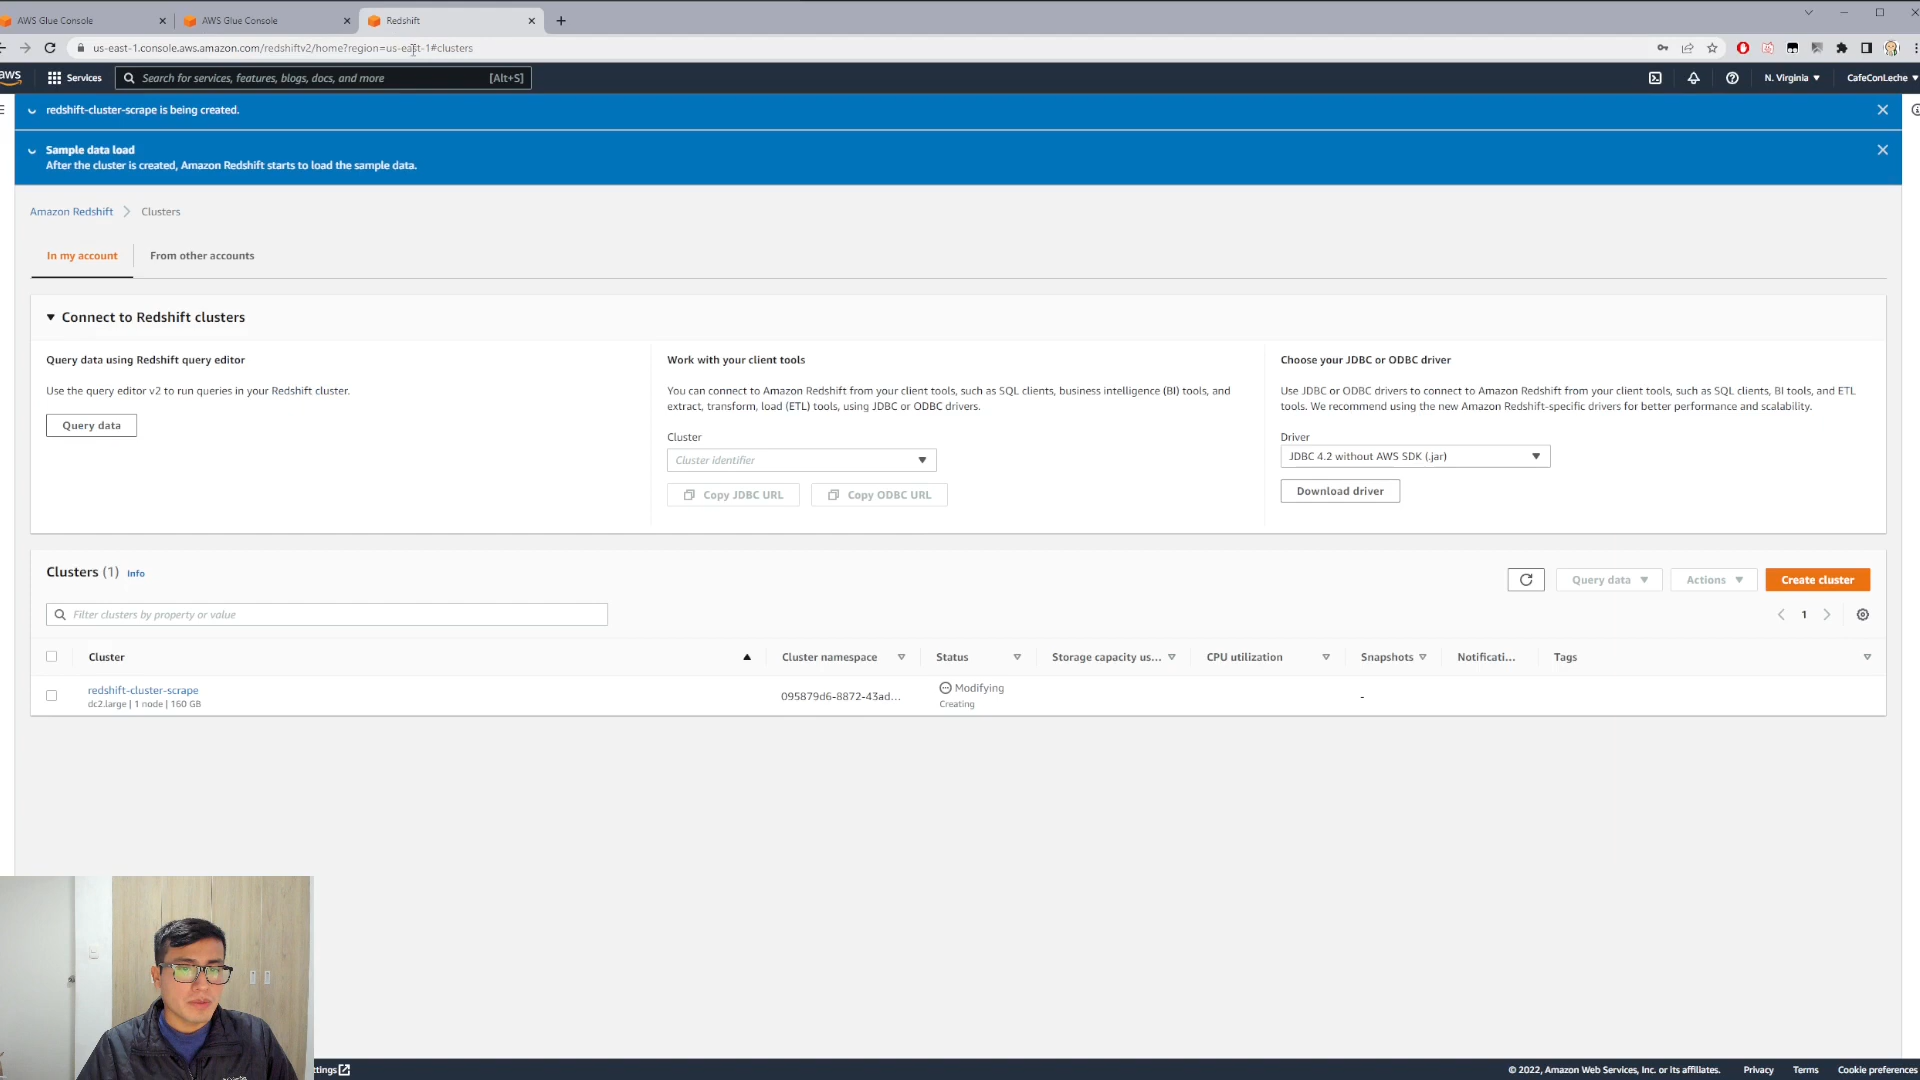 AWS Glue Console
AWS Glue Console
Redshift
us-east-1.console.aws.amazon.com/redshiftv2/home?region=us-east-1#clusters
aws
Services
Search for services, features, blogs, docs, and more
[Alt+S]
N. Virginia
CafeConLeche
redshift-cluster-scrape is being created.
Sample data load
After the cluster is created, Amazon Redshift starts to load the sample data.
Amazon Redshift
Clusters
In my account
From other accounts
Connect to Redshift clusters
Query data using Redshift query editor
Use the query editor v2 to run queries in your Redshift cluster.
Query data
Work with your client tools
You can connect to Amazon Redshift from your client tools, such as SQL clients, business intelligence (BI) tools, and
extract, transform, load (ETL) tools, using JDBC or ODBC drivers.
Cluster
Cluster identifier
Copy JDBC URL
Copy ODBC URL
Choose your JDBC or ODBC driver
Use JDBC or ODBC drivers to connect to Amazon Redshift from your client tools, such as SQL clients, BI tools, and ETL
tools. We recommend using the new Amazon Redshift-specific drivers for better performance and scalability.
Driver
JDBC 4.2 without AWS SDK (.jar)
Download driver
Clusters (1)
Info
Query data
Actions
Create cluster
Filter clusters by property or value
1
Cluster
Cluster namespace
Status
Storage capacity us...
CPU utilization
Snapshots
Notificati...
Tags
redshift-cluster-scrape
dc2.large | 1 node | 160 GB
095879d6-8872-43ad...
Modifying
Creating
-
ttings
© 2022, Amazon Web Services, Inc. or its affiliates.
Privacy
Terms
Cookie preferences